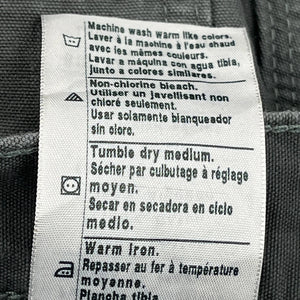 Machine wash warm like colors.
Laver à la machine à l'eau chaud
avec les mêmes couleurs.
Lavar a máquina con agua tibia,
junto a colores similares.
Non-chlorine bleach.
Utiliser un javellisant non
chloré seulement.
Usar solamente blanqueador
sin cloro.
Tumble dry medium.
Sécher par culbutage à réglage
moyen.
Secar en secadora en ciclo
medio.
Warm Iron.
Repasser au fer à température
moyenne.
Plancha tibia.